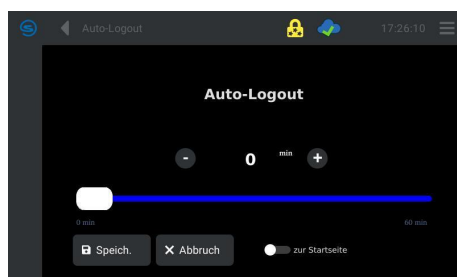 Auto-Logout 17:26:10
Auto-Logout
- 0 min +
0 min 60 min
Speich. Abbruch zur Startseite